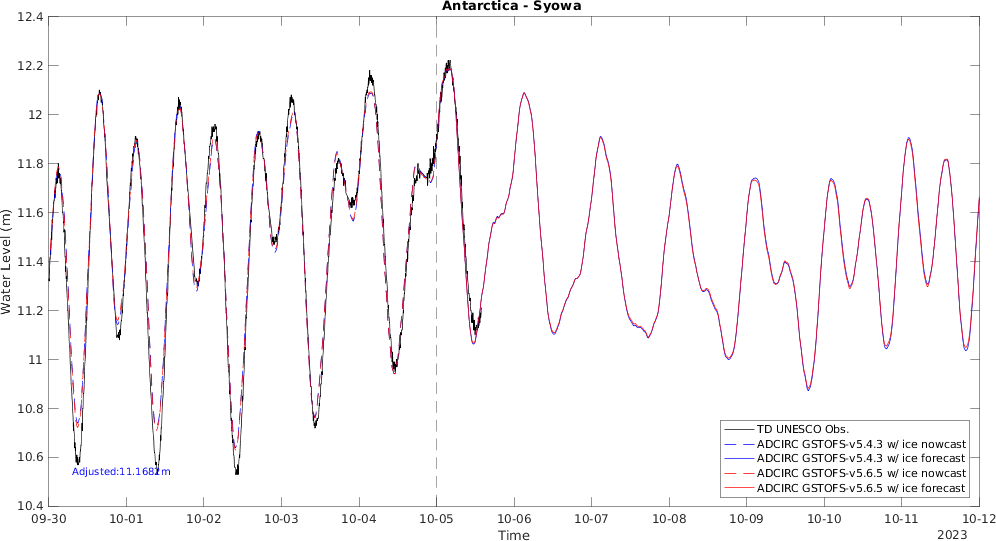 Antarctica - Syowa
12.4
12.2
12
11.8
11.6
11.4
11.2
11
10.8
10.6
10.4
Water Level (m)
Adjusted:11.1682m
TD UNESCO Obs.
ADCIRC GSTOFS-v5.4.3 w/ ice nowcast
ADCIRC GSTOFS-v5.4.3 w/ ice forecast
ADCIRC GSTOFS-v5.6.5 w/ ice nowcast
ADCIRC GSTOFS-v5.6.5 w/ ice forecast
09-30 10-01 10-02 10-03 10-04 10-05 10-06 10-07 10-08 10-09 10-10 10-11 10-12
Time
2023